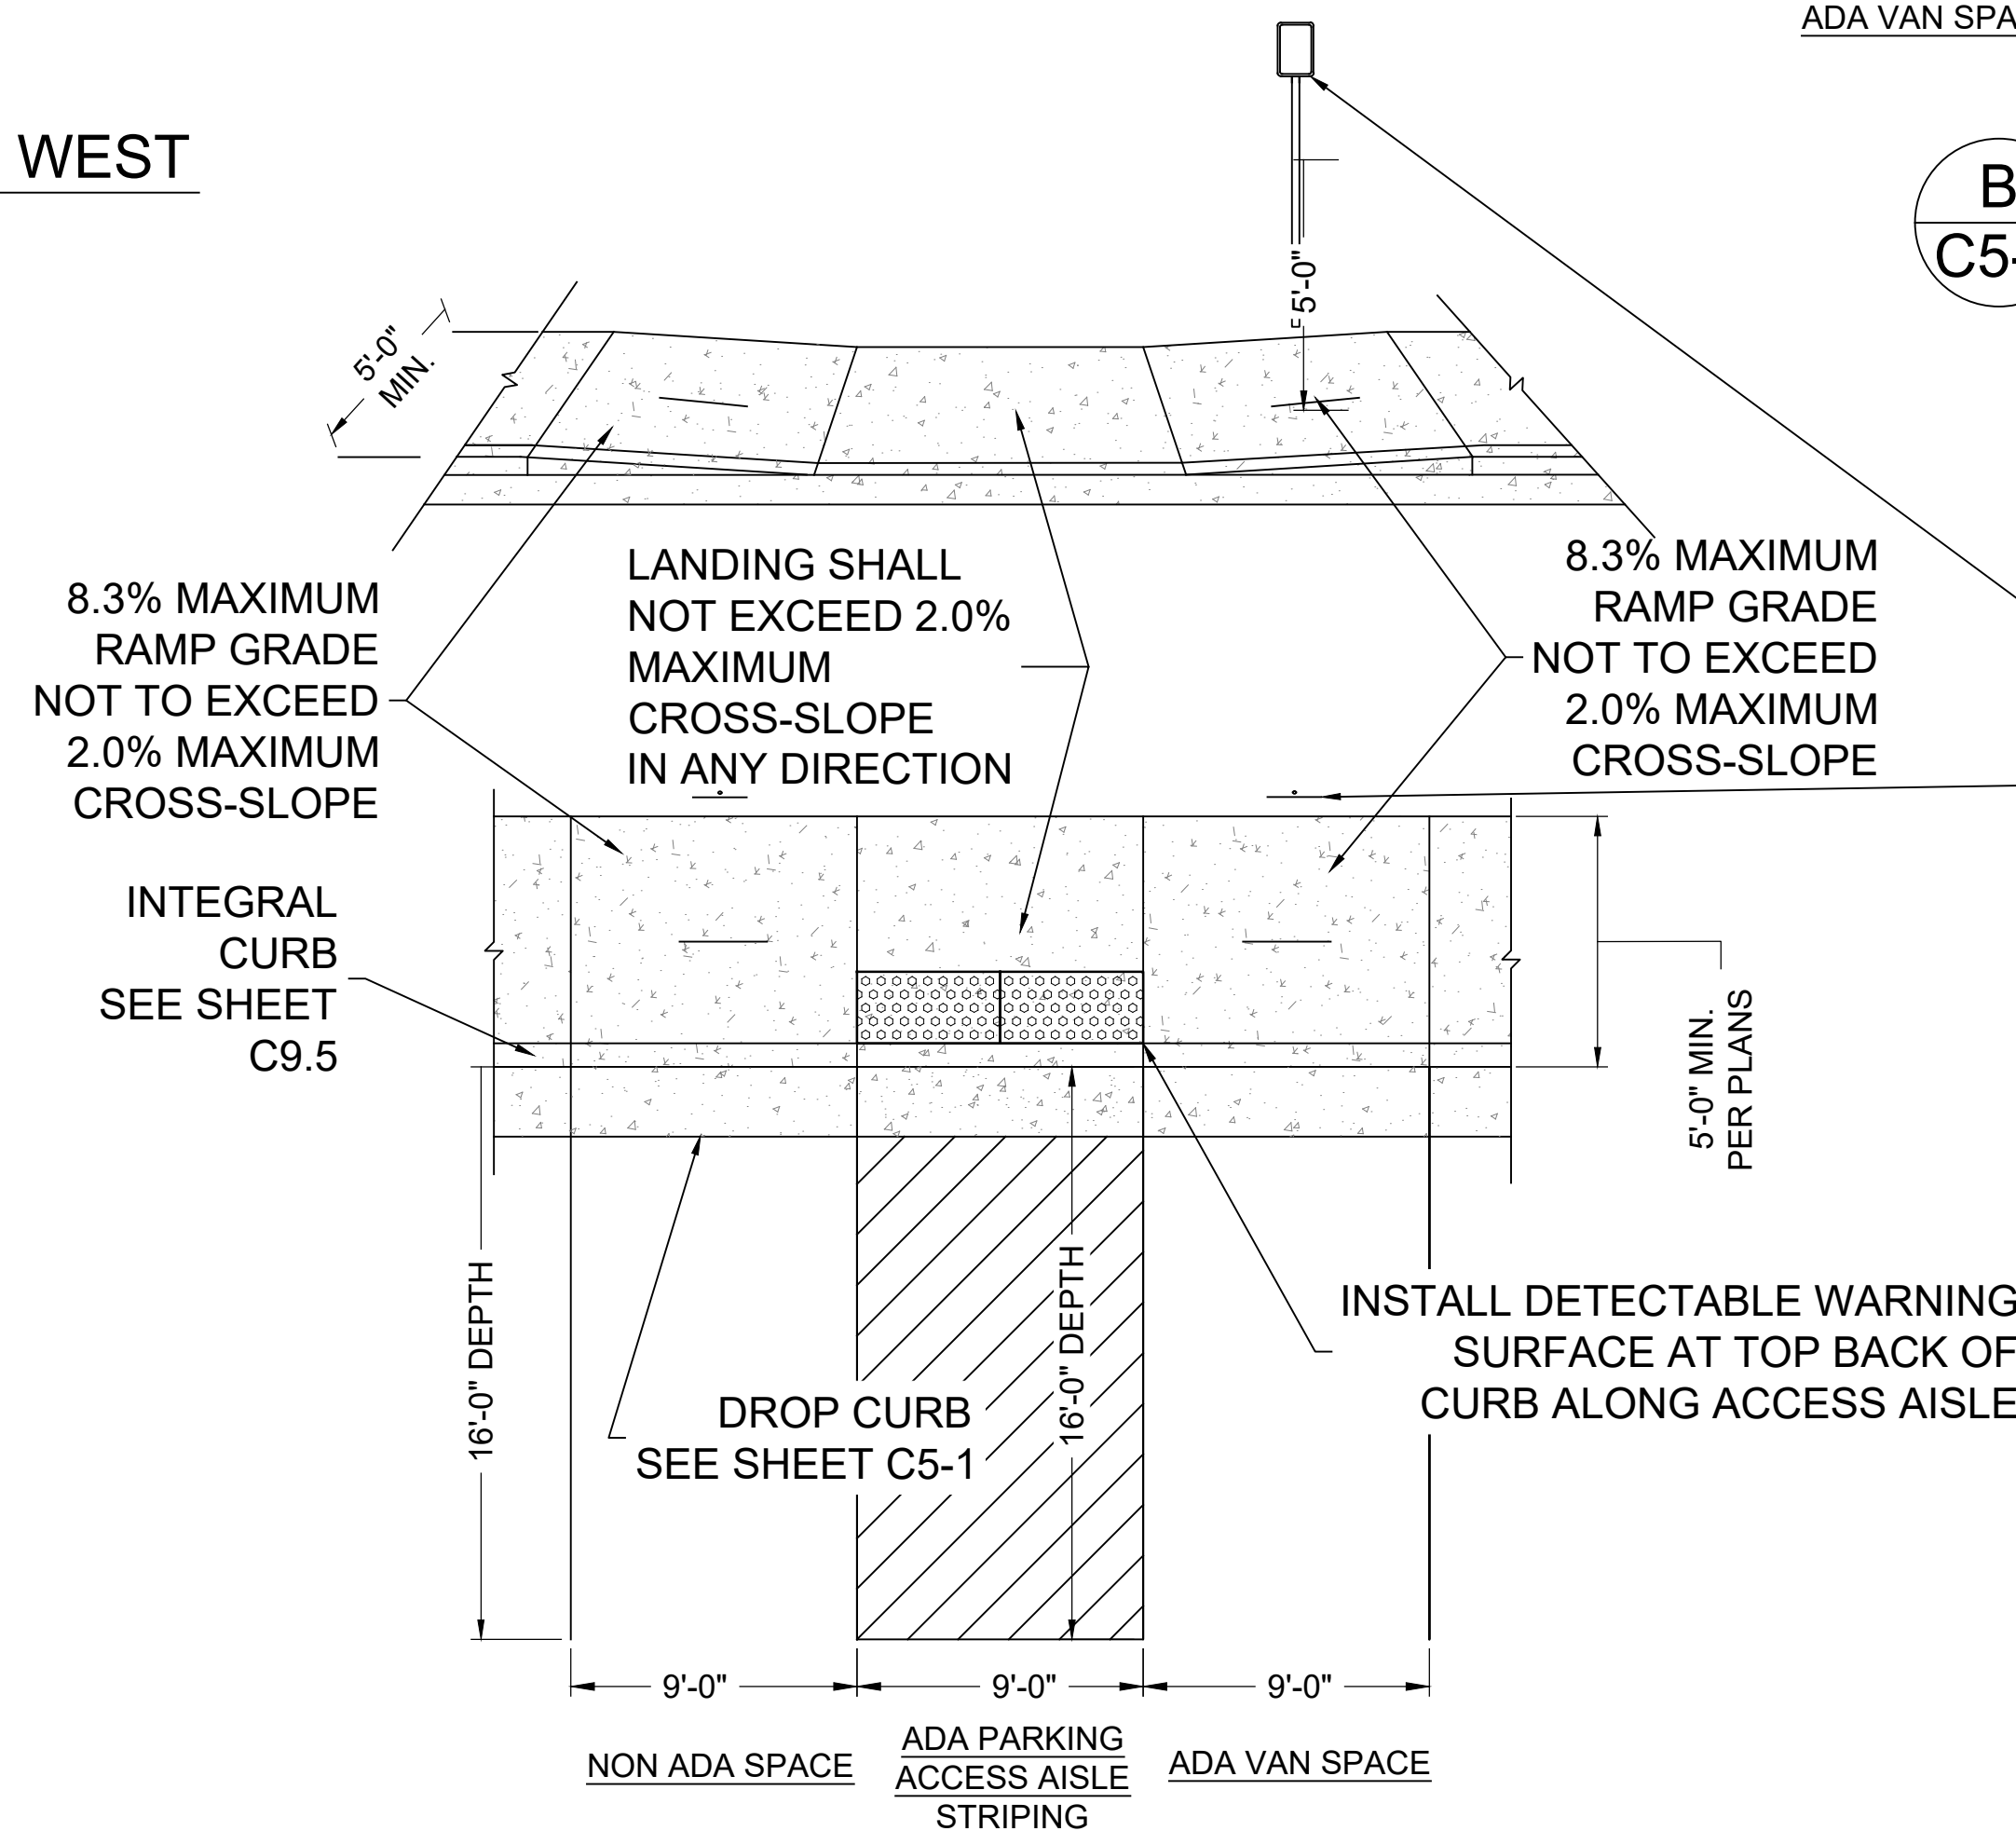 ADA VAN SPA
WEST
B
C5-
5'-0"
5'-0"
MIN.
8.3% MAXIMUM
RAMP GRADE
NOT TO EXCEED
2.0% MAXIMUM
CROSS-SLOPE
LANDING SHALL
NOT EXCEED 2.0%
MAXIMUM
CROSS-SLOPE
IN ANY DIRECTION
8.3% MAXIMUM
RAMP GRADE
NOT TO EXCEED
2.0% MAXIMUM
CROSS-SLOPE
INTEGRAL
CURB
SEE SHEET
C9.5
5'-0" MIN.
PER PLANS
16'-0" DEPTH
16'-0" DEPTH
INSTALL DETECTABLE WARNING
SURFACE AT TOP BACK OF
CURB ALONG ACCESS AISLE
DROP CURB
SEE SHEET C5-1
9'-0"
9'-0"
9'-0"
NON ADA SPACE
ADA PARKING
ACCESS AISLE
STRIPING
ADA VAN SPACE